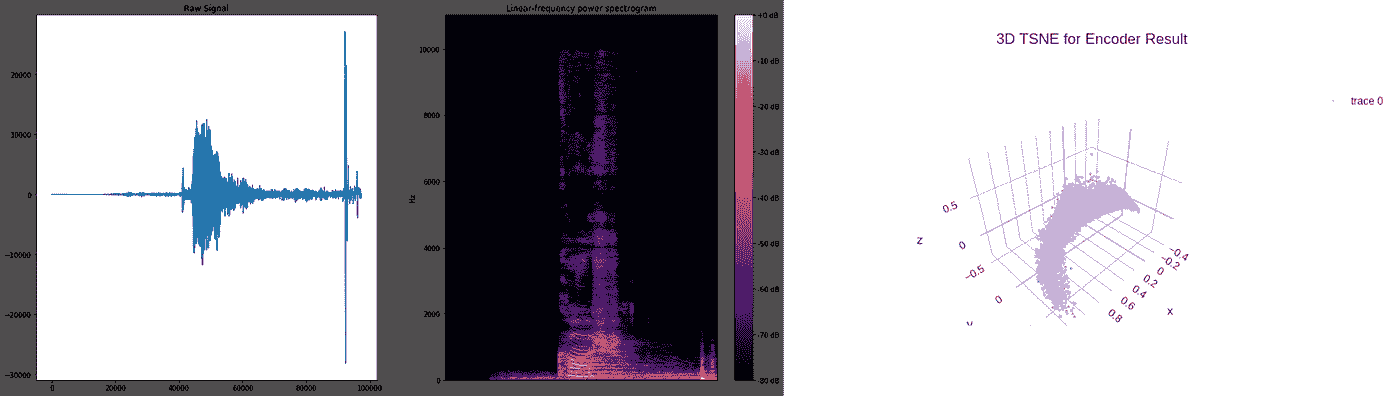 Raw Signal
20000
10000
0
−10000
−20000
−30000
0 20000 40000 60000 80000 100000
Linear-frequency power spectrogram
10000
8000
6000
4000
2000
0
Hz
+0 dB
-10 dB
-20 dB
-30 dB
-40 dB
-50 dB
-60 dB
-70 dB
-80 dB
3D TSNE for Encoder Result
trace 0
0.5
0
−0.5
z
0
−0.4
−0.2
0
0.2
0.4
0.6
0.8
x